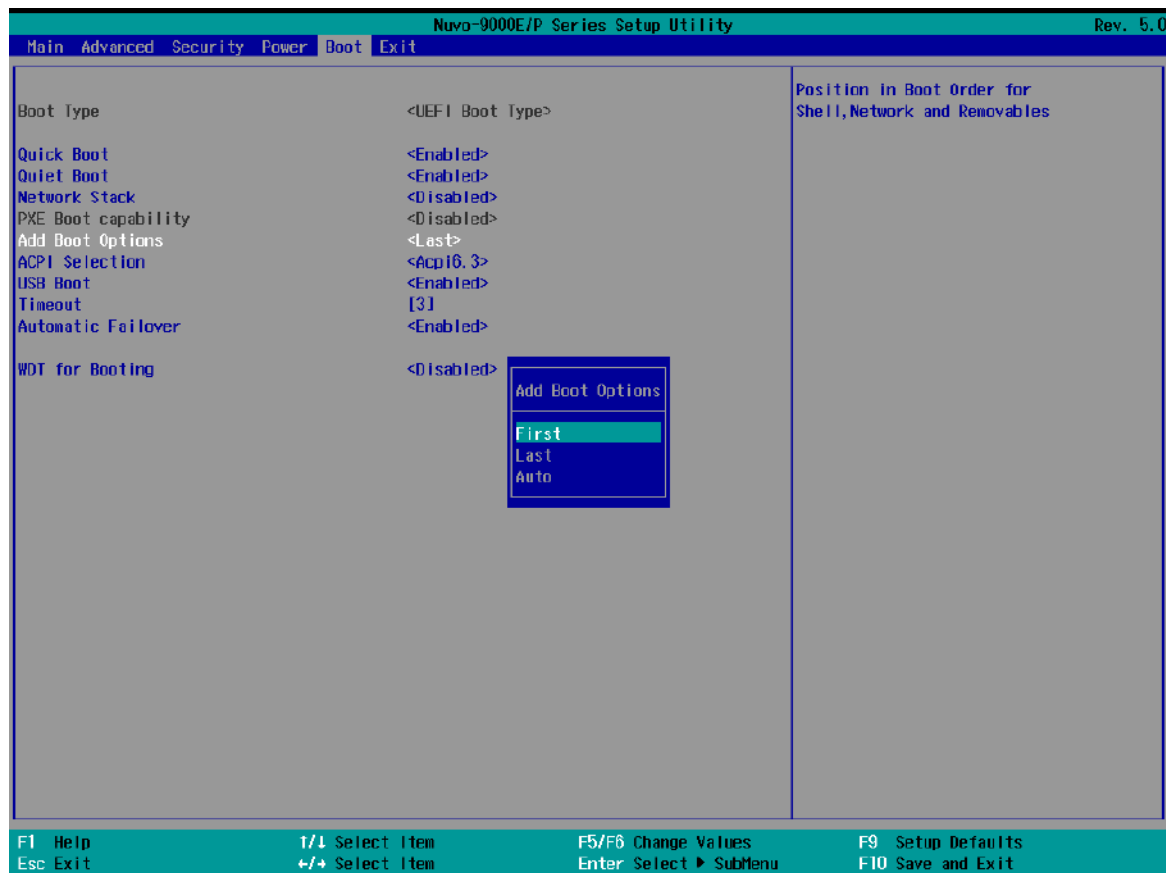 Nuvo-9000E/P Series Setup Utility Rev. 5.0
Main Advanced Security Power Boot Exit
Position in Boot Order for
Boot Type <UEFI Boot Type> Shell,Network and Removables
Quick Boot <Enabled>
Quiet Boot <Enabled>
Network Stack <Disabled>
PXE Boot capability <Disabled>
Add Boot Options <Last>
ACPI Selection <Acpi6.3>
USB Boot <Enabled>
Timeout [3]
Automatic Failover <Enabled>
WDT for Booting <Disabled>
Add Boot Options
First
Last
Auto
F1 Help ↑/↓ Select Item F5/F6 Change Values F9 Setup Defaults
Esc Exit ←/→ Select Item Enter Select ▶ SubMenu F10 Save and Exit